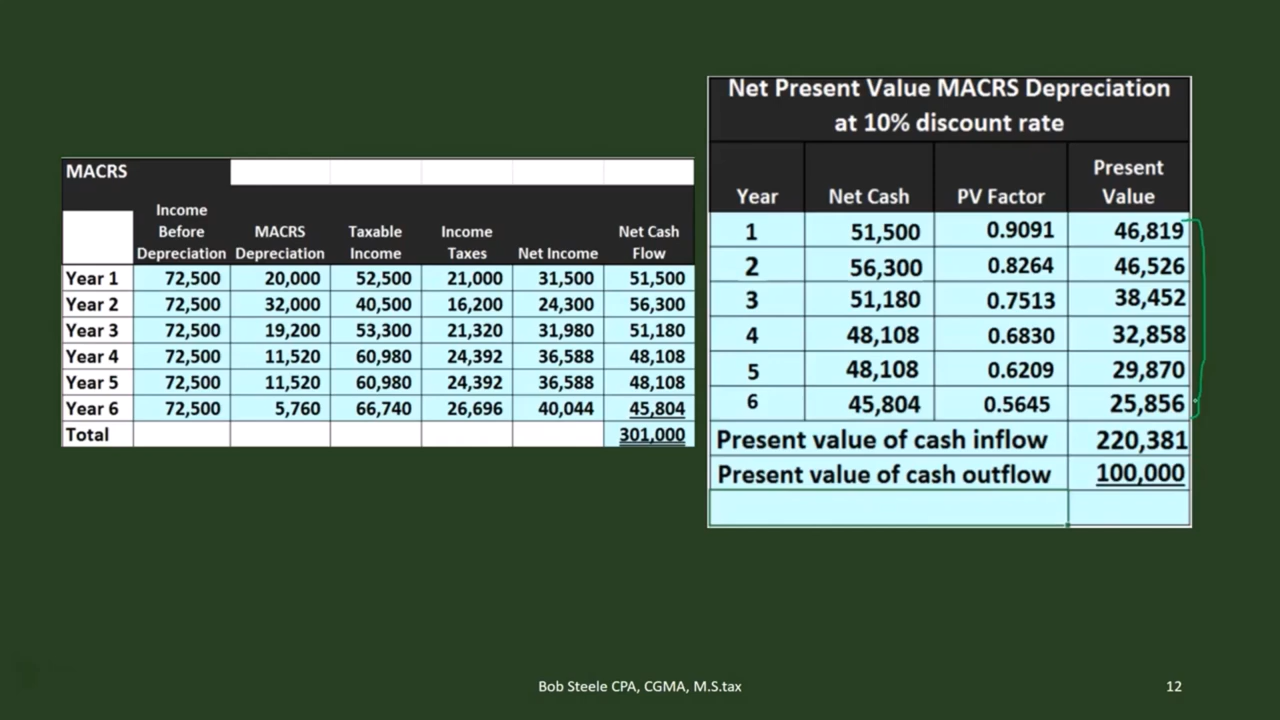 MACRS
Income Before Depreciation MACRS Depreciation Taxable Income Income Taxes Net Income Net Cash Flow
Year 1 72,500 20,000 52,500 21,000 31,500 51,500
Year 2 72,500 32,000 40,500 16,200 24,300 56,300
Year 3 72,500 19,200 53,300 21,320 31,980 51,180
Year 4 72,500 11,520 60,980 24,392 36,588 48,108
Year 5 72,500 11,520 60,980 24,392 36,588 48,108
Year 6 72,500 5,760 66,740 26,696 40,044 45,804
Total 301,000
Net Present Value MACRS Depreciation
at 10% discount rate
Year Net Cash PV Factor Present Value
1 51,500 0.9091 46,819
2 56,300 0.8264 46,526
3 51,180 0.7513 38,452
4 48,108 0.6830 32,858
5 48,108 0.6209 29,870
6 45,804 0.5645 25,856
Present value of cash inflow 220,381
Present value of cash outflow 100,000
Bob Steele CPA, CGMA, M.S.tax
12